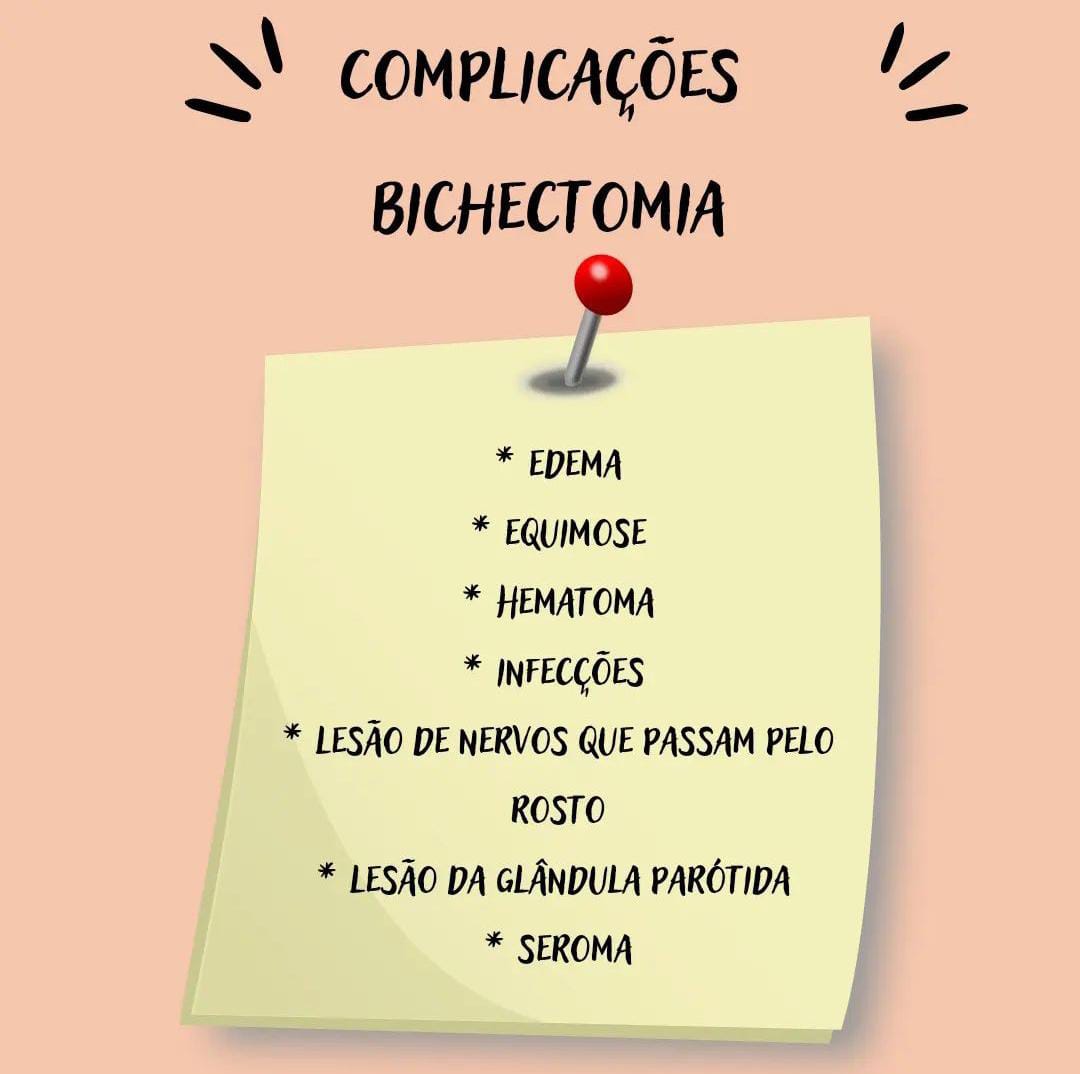 COMPLICAÇÕES
BICHECTOMIA
* EDEMA
* EQUIMOSE
* HEMATOMA
* INFECÇÕES
* LESÃO DE NERVOS QUE PASSAM PELO
ROSTO
* LESÃO DA GLÂNDULA PARÓTIDA
* SEROMA